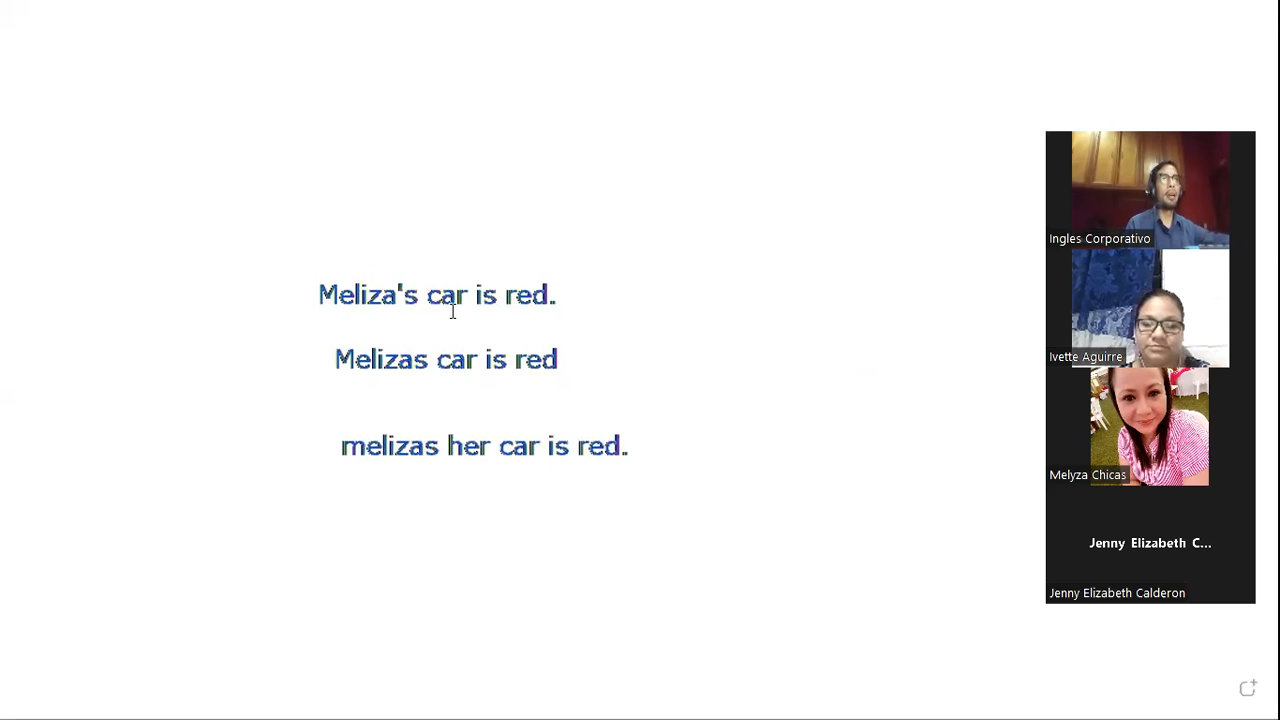 Meliza's car is red.
Melizas car is red
melizas her car is red.
Ingles Corporativo
Ivette Aguirre
Melyza Chicas
Jenny Elizabeth C...
Jenny Elizabeth Calderon